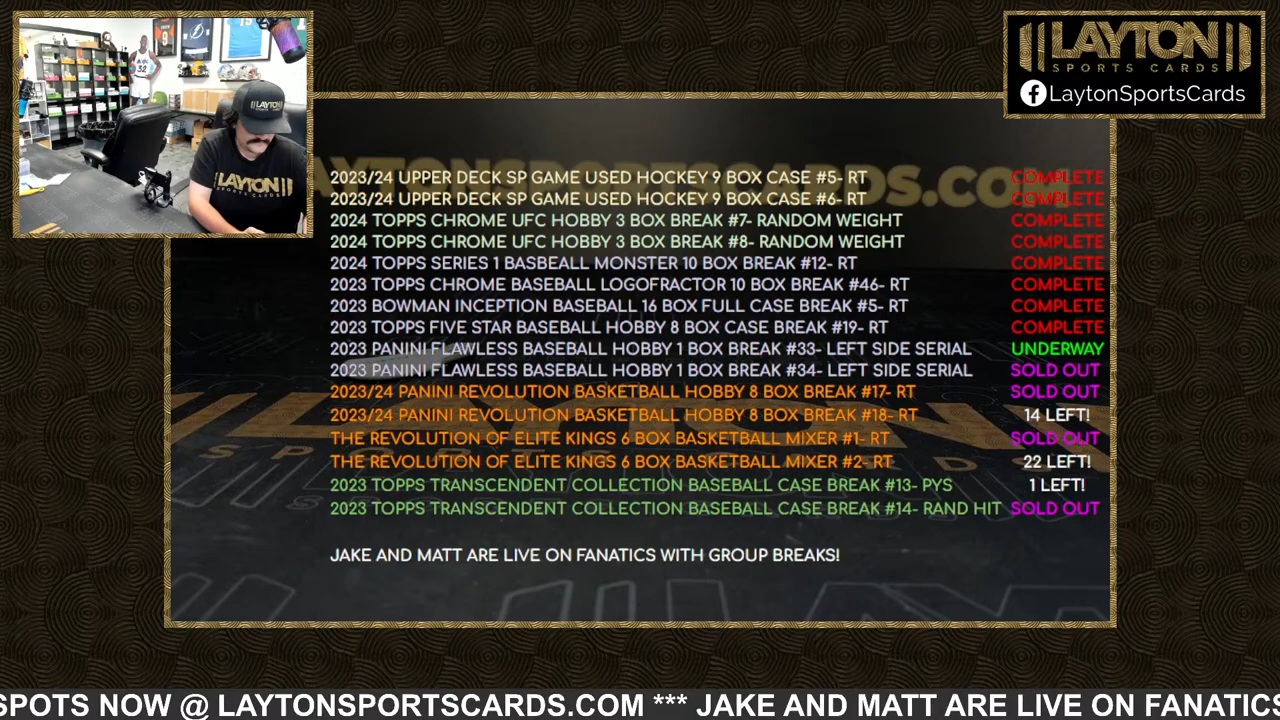 LAYTON
SPORTS CARDS
LaytonSportsCards
LAYTONSPORTSCARDS.COM
2023/24 UPPER DECK SP GAME USED HOCKEY 9 BOX CASE #5- RT COMPLETE
2023/24 UPPER DECK SP GAME USED HOCKEY 9 BOX CASE #6- RT COMPLETE
2024 TOPPS CHROME UFC HOBBY 3 BOX BREAK #7- RANDOM WEIGHT COMPLETE
2024 TOPPS CHROME UFC HOBBY 3 BOX BREAK #8- RANDOM WEIGHT COMPLETE
2024 TOPPS SERIES 1 BASBEALL MONSTER 10 BOX BREAK #12- RT COMPLETE
2023 TOPPS CHROME BASEBALL LOGOFRACTOR 10 BOX BREAK #46- RT COMPLETE
2023 BOWMAN INCEPTION BASEBALL 16 BOX FULL CASE BREAK #5- RT COMPLETE
2023 TOPPS FIVE STAR BASEBALL HOBBY 8 BOX CASE BREAK #19- RT COMPLETE
2023 PANINI FLAWLESS BASEBALL HOBBY 1 BOX BREAK #33- LEFT SIDE SERIAL UNDERWAY
2023 PANINI FLAWLESS BASEBALL HOBBY 1 BOX BREAK #34- LEFT SIDE SERIAL SOLD OUT
2023/24 PANINI REVOLUTION BASKETBALL HOBBY 8 BOX BREAK #17- RT SOLD OUT
2023/24 PANINI REVOLUTION BASKETBALL HOBBY 8 BOX BREAK #18- RT 14 LEFT!
THE REVOLUTION OF ELITE KINGS 6 BOX BASKETBALL MIXER #1- RT SOLD OUT
THE REVOLUTION OF ELITE KINGS 6 BOX BASKETBALL MIXER #2- RT 22 LEFT!
2023 TOPPS TRANSCENDENT COLLECTION BASEBALL CASE BREAK #13- PYS 1 LEFT!
2023 TOPPS TRANSCENDENT COLLECTION BASEBALL CASE BREAK #14- RAND HIT SOLD OUT
JAKE AND MATT ARE LIVE ON FANATICS WITH GROUP BREAKS!
SPOTS NOW @ LAYTONSPORTSCARDS.COM *** JAKE AND MATT ARE LIVE ON FANATICS